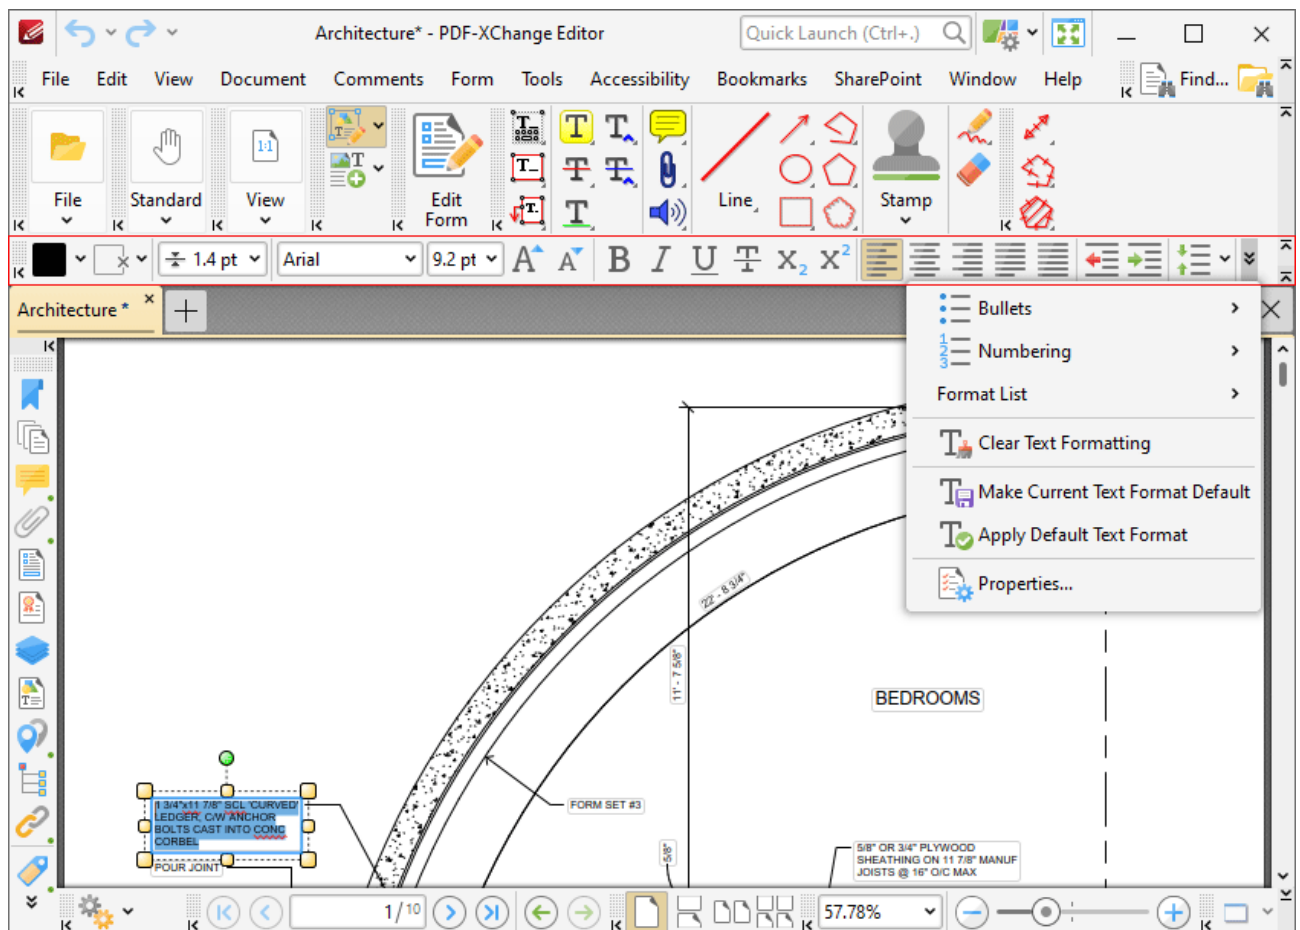 Architecture* - PDF-XChange Editor
Quick Launch (Ctrl+.)
File Edit View Document Comments Form Tools Accessibility Bookmarks SharePoint Window Help Find...
1:1
File Standard View Edit Form Line Stamp
1.4 pt Arial 9.2 pt A A B I U T X2 X2
Architecture *
Bullets
Numbering
Format List
Clear Text Formatting
Make Current Text Format Default
Apply Default Text Format
Properties...
22' - 8 3/4"
11' - 7 5/8"
BEDROOMS
1 3/4"x11 7/8" SCL 'CURVED'
LEDGER, C/W ANCHOR
BOLTS CAST INTO CONC
CORBEL
POUR JOINT
FORM SET #3
5/8"
5/8" OR 3/4" PLYWOOD
SHEATHING ON 11 7/8" MANUF
JOISTS @ 16" O/C MAX
1/10
57.78%